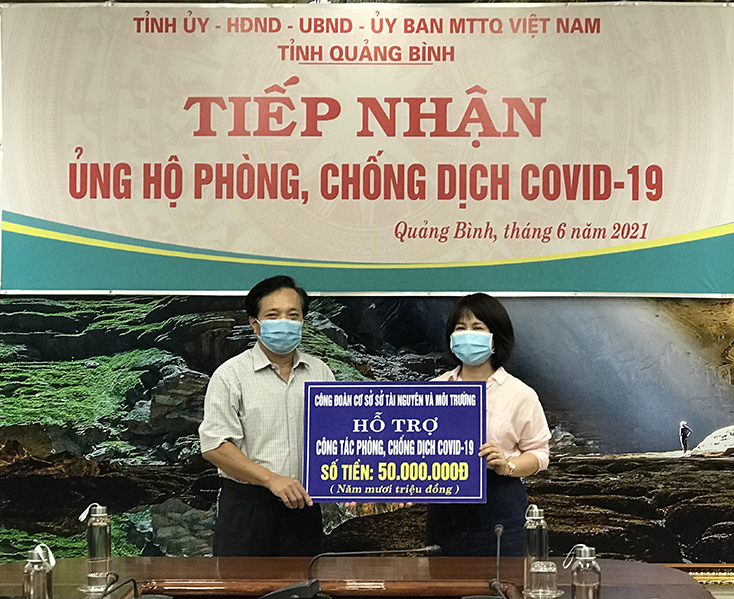 TỈNH ỦY - HĐND - UBND - ỦY BAN MTTQ VIỆT NAM
TỈNH QUẢNG BÌNH
TIẾP NHẬN
ỦNG HỘ PHÒNG, CHỐNG DỊCH COVID-19
Quảng Bình, tháng 6 năm 2021
CÔNG ĐOÀN CƠ SỞ SỞ TÀI NGUYÊN VÀ MÔI TRƯỜNG
HỖ TRỢ
CÔNG TÁC PHÒNG, CHỐNG DỊCH COVID-19
SỐ TIỀN: 50.000.000Đ
( Năm mươi triệu đồng )